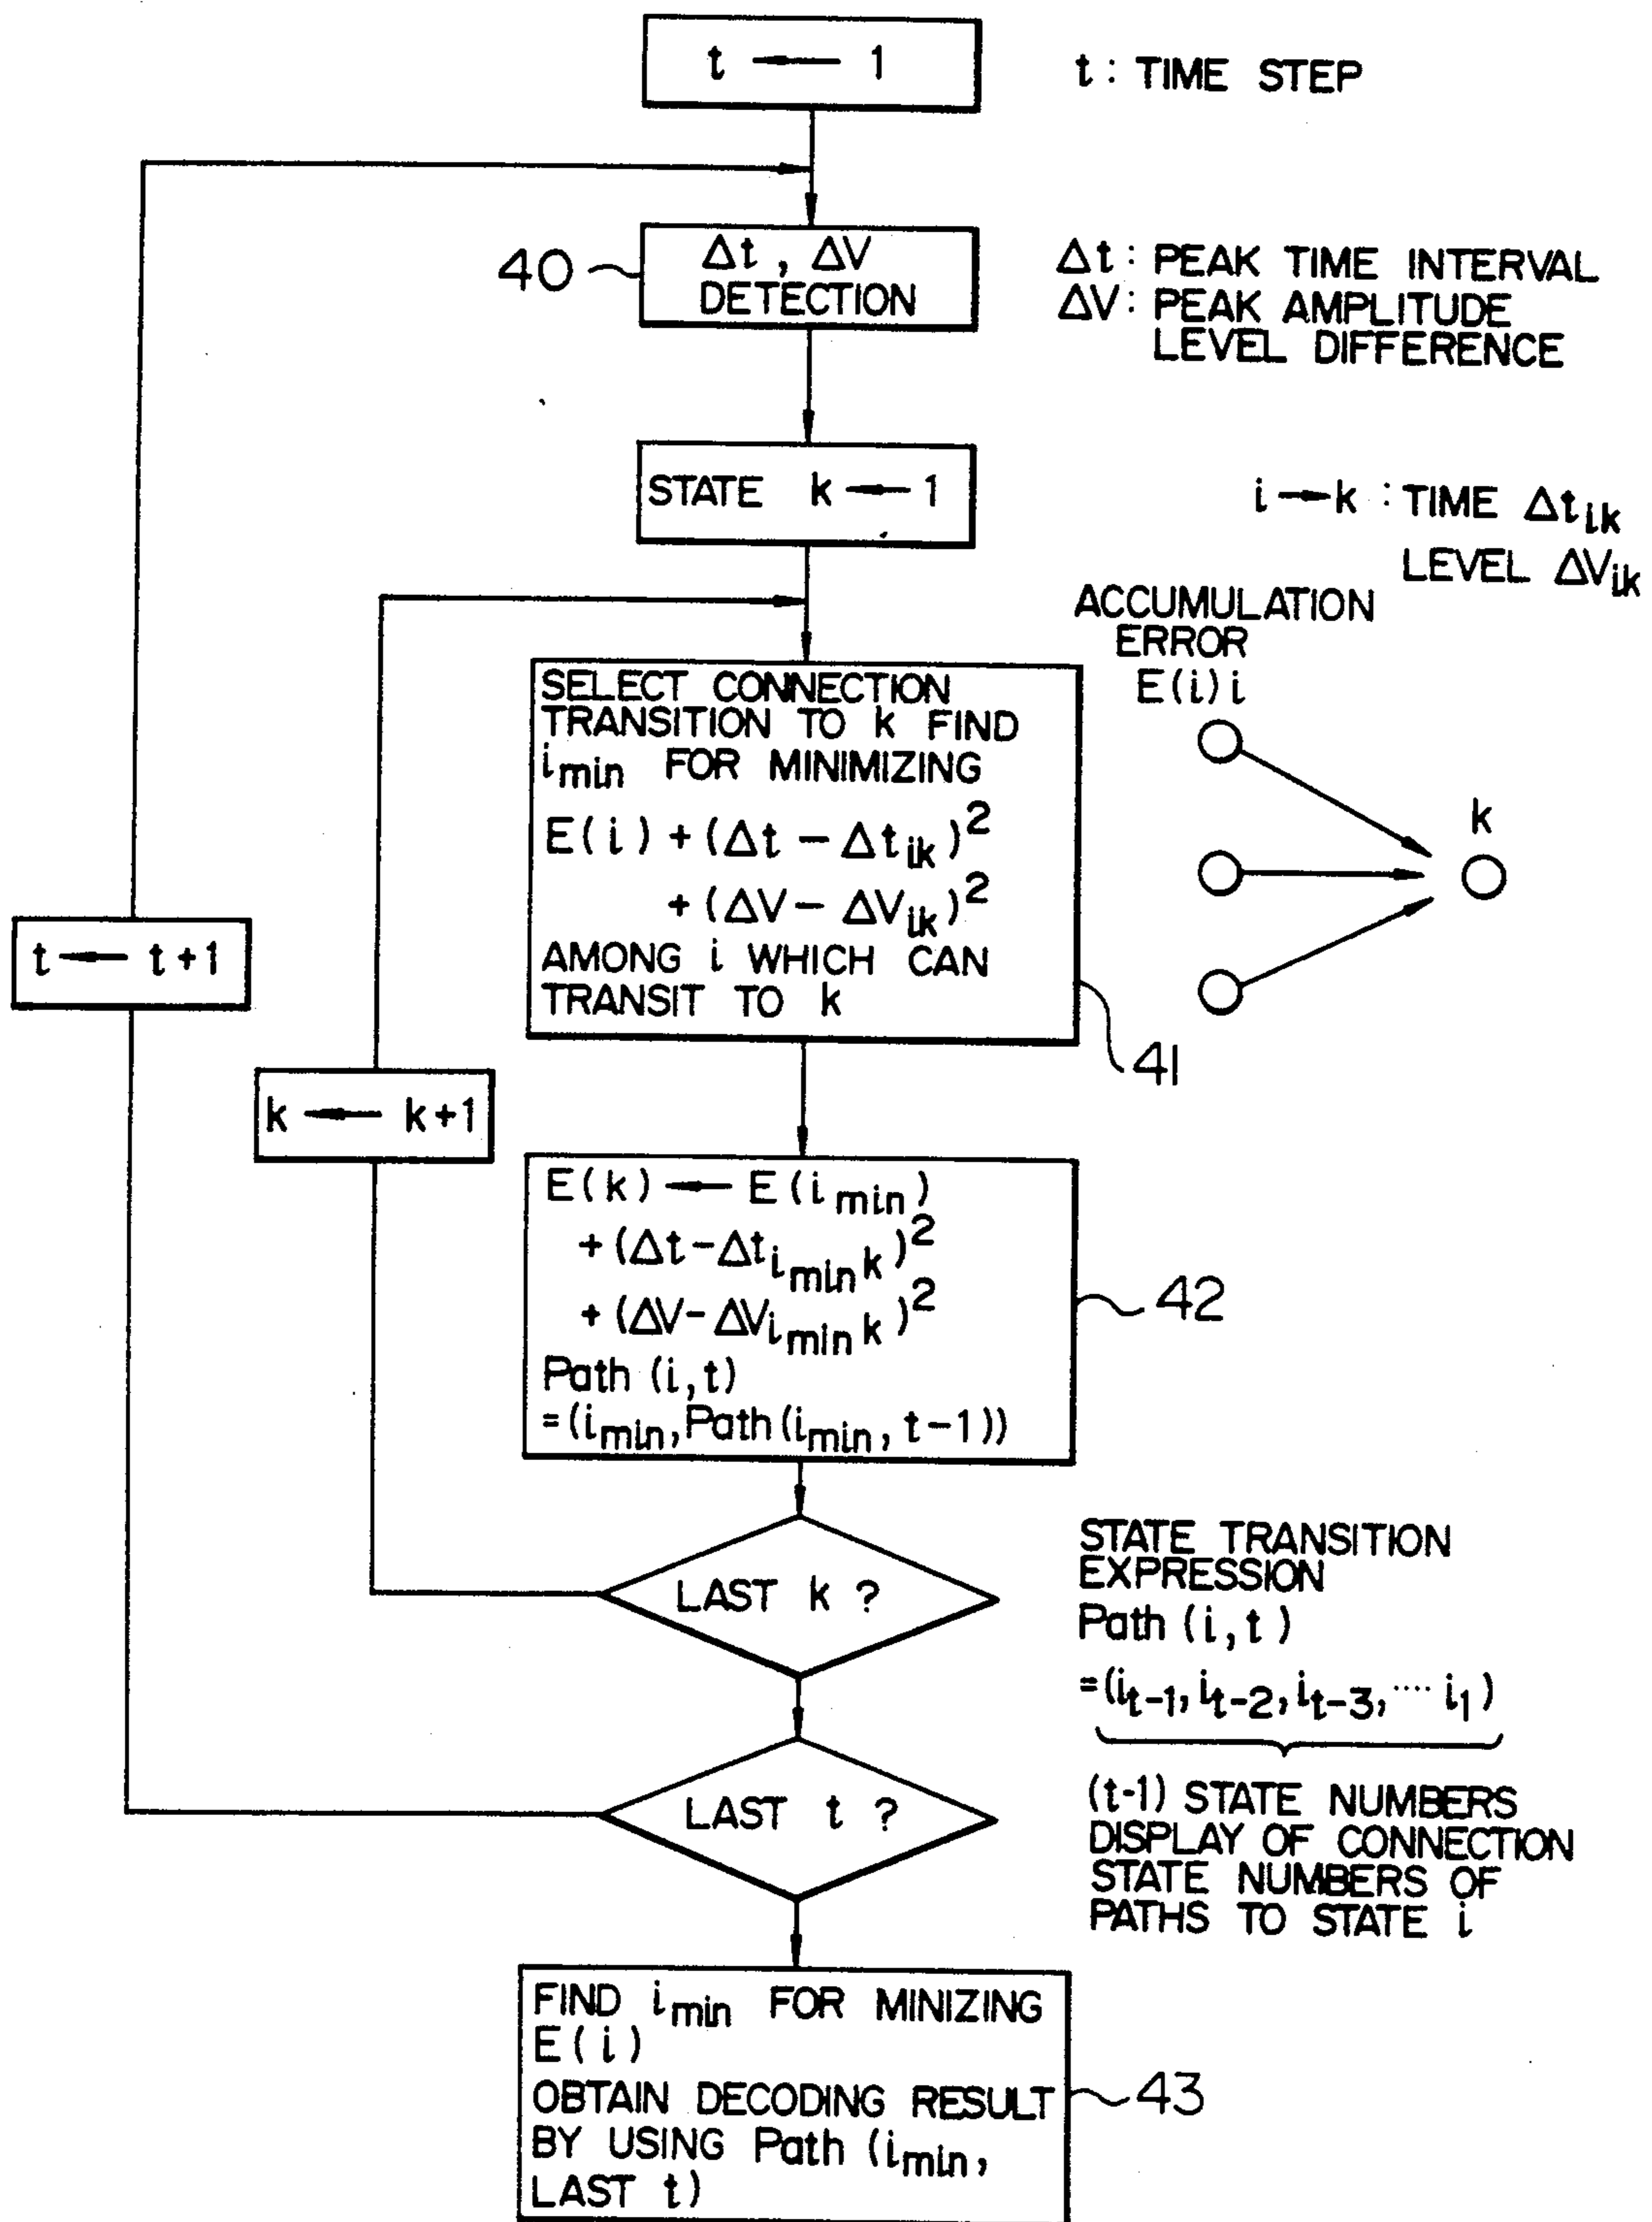 t ← 1
t : TIME STEP
40
Δt , ΔV
DETECTION
Δt : PEAK TIME INTERVAL
ΔV : PEAK AMPLITUDE
LEVEL DIFFERENCE
STATE k ← 1
i → k : TIME Δt_ik
LEVEL ΔV_ik
ACCUMULATION
ERROR
E(i) i
k
SELECT CONNECTION
TRANSITION TO k FIND
i_min FOR MINIMIZING
E(i) + (Δt − Δt_ik)²
+ (ΔV − ΔV_ik)²
AMONG i WHICH CAN
TRANSIT TO k
41
t ← t+1
k ← k+1
E(k) ← E(i_min)
+ (Δt − Δt_i_min k)²
+ (ΔV − ΔV_i_min k)²
Path (i,t)
=(i_min, Path(i_min, t−1))
42
LAST k ?
STATE TRANSITION
EXPRESSION
Path (i,t)
=(i_t−1, i_t−2, i_t−3, ···· i_1)
(t-1) STATE NUMBERS
DISPLAY OF CONNECTION
STATE NUMBERS OF
PATHS TO STATE i
LAST t ?
FIND i_min FOR MINIZING
E(i)
OBTAIN DECODING RESULT
BY USING Path (i_min,
LAST t)
43